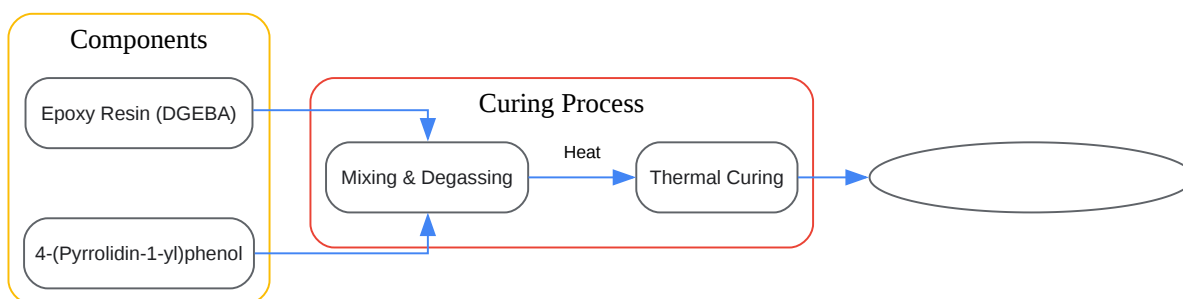 Components
Epoxy Resin (DGEBA)
4-(Pyrrolidin-1-yl)phenol
Curing Process
Mixing & Degassing
Heat
Thermal Curing